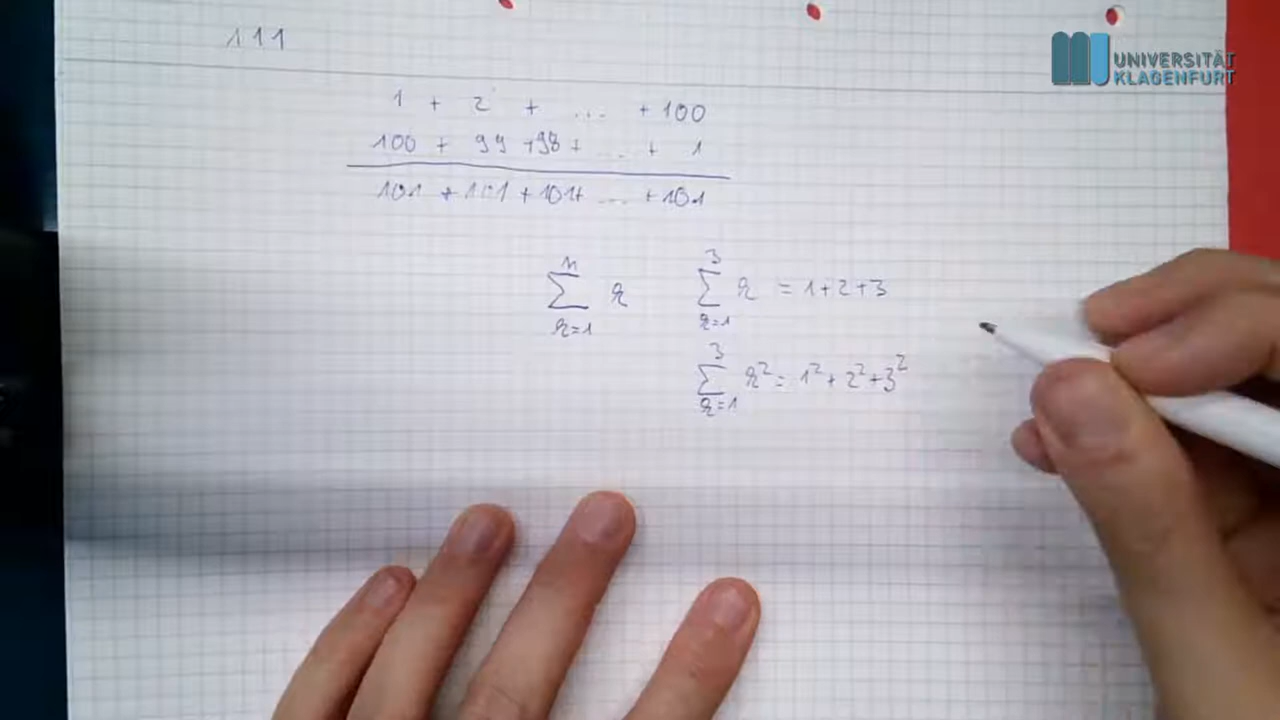 111
UNIVERSITÄT
KLAGENFURT
1 + 2 + ... + 100
100 + 99 + 98 + ... + 1
101 + 101 + 101 + ... + 101
n
∑ k
k=1
3
∑ k = 1+2+3
k=1
3
∑ k² = 1² + 2² + 3²
k=1